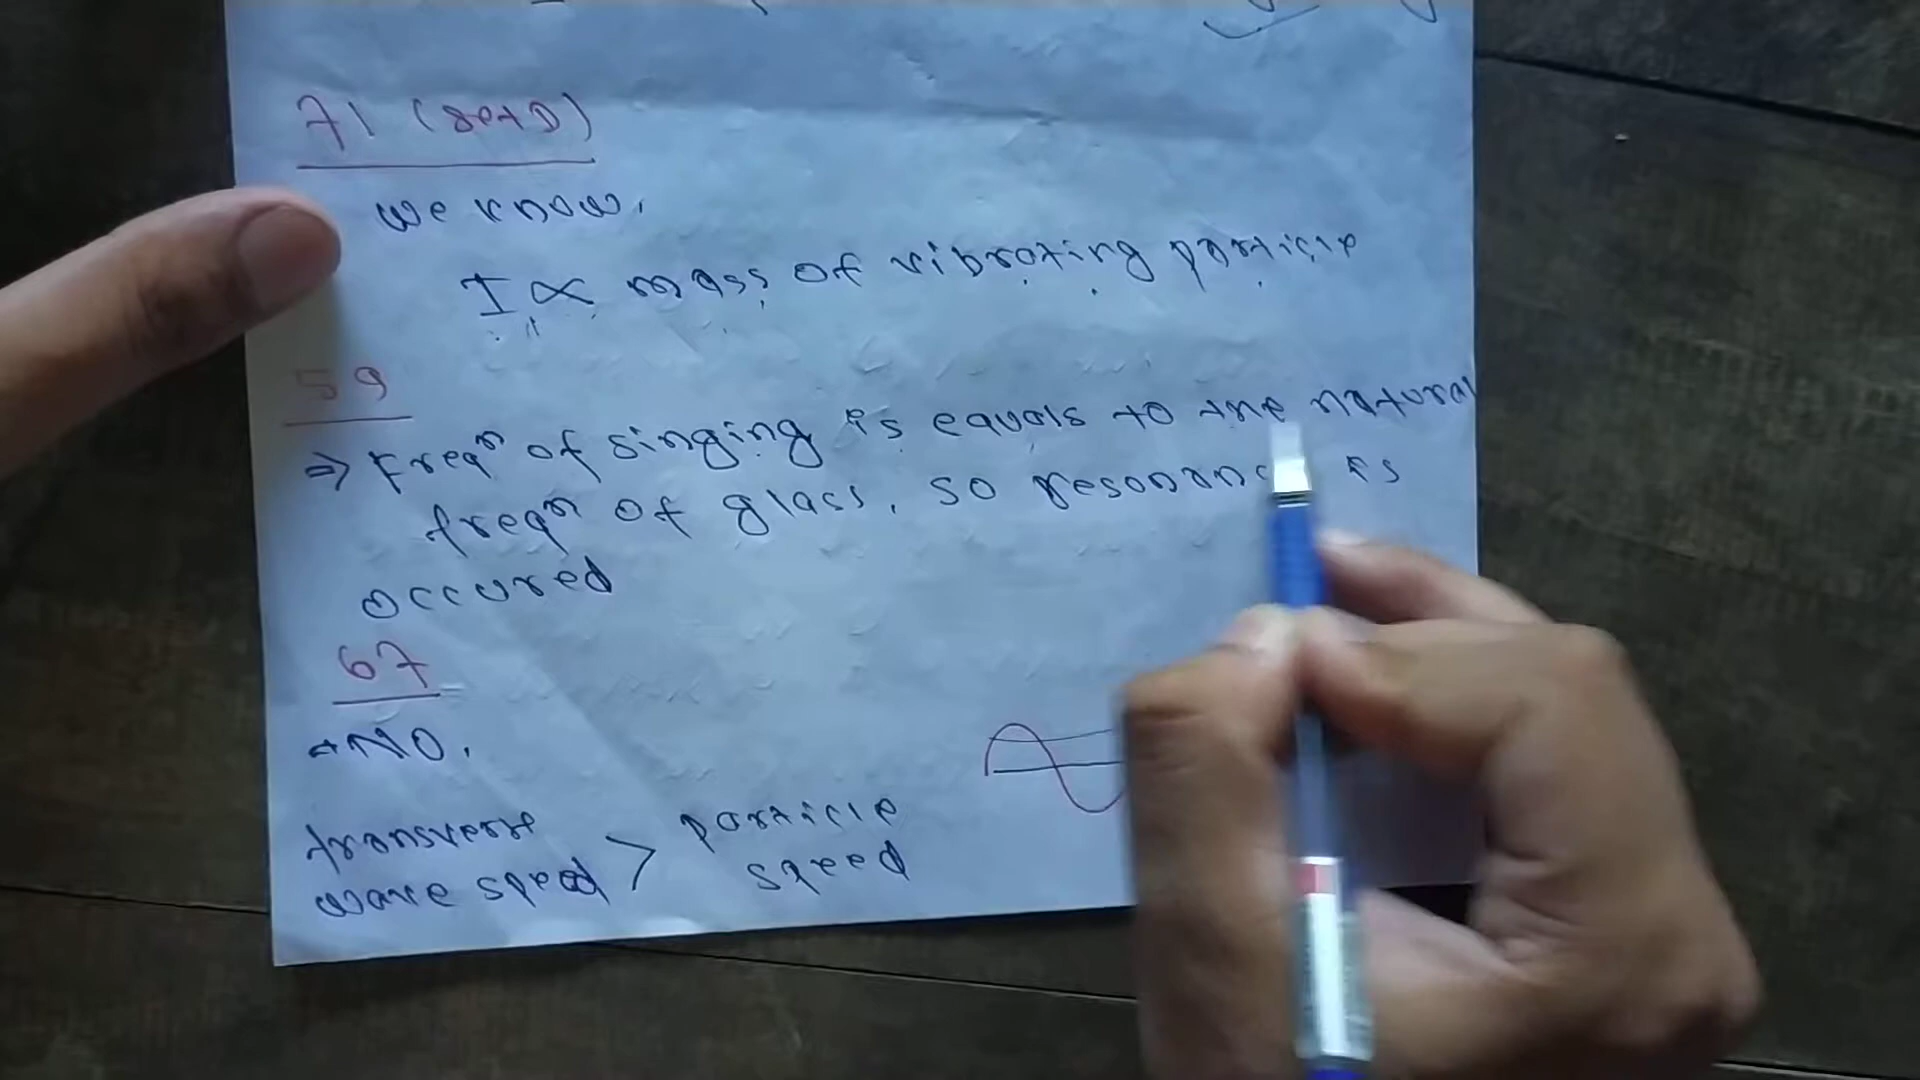 71 (Set D)
we know,
I ∝ mass of vibrating particle
59
⇒ Freqⁿ of singing is equals to the natural
freqⁿ of glass, so resonance is
occured
67
→ NO.
transverse particle
wave speed > speed